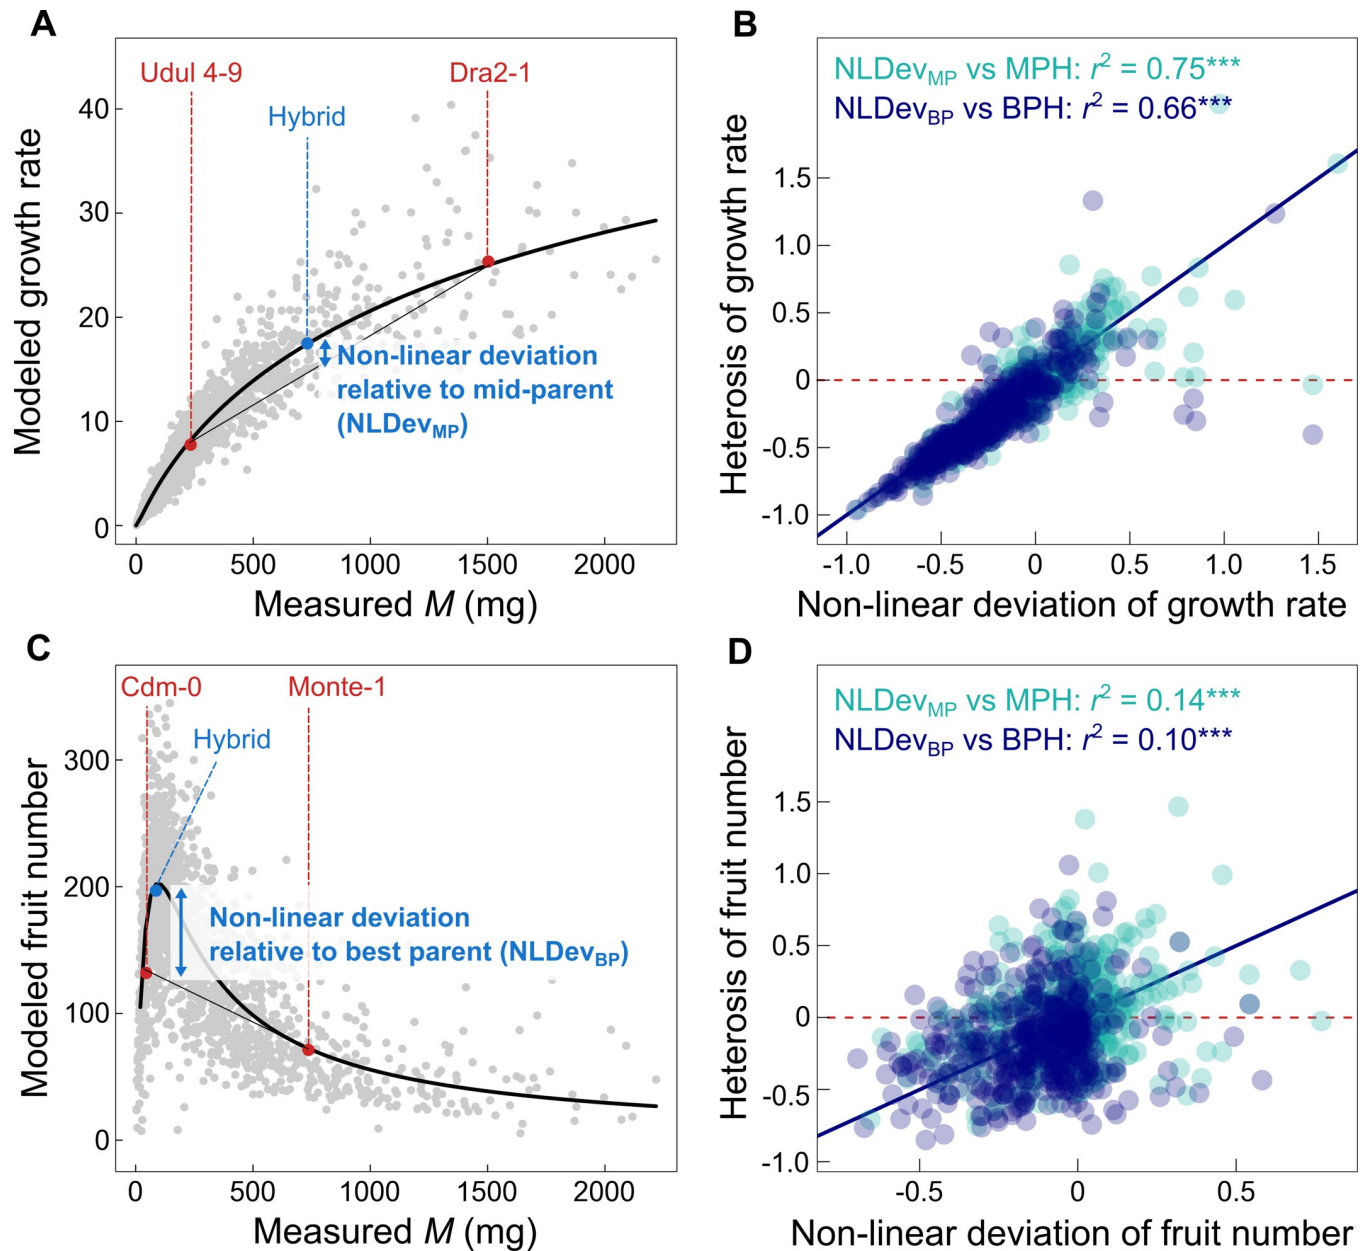 A
Udul 4-9
Dra2-1
Hybrid
Modeled growth rate
40
30
20
10
0
Non-linear deviation
relative to mid-parent
(NLDevMP)
0 500 1000 1500 2000
Measured M (mg)
B
NLDevMP vs MPH: r² = 0.75***
NLDevBP vs BPH: r² = 0.66***
Heterosis of growth rate
1.5
1.0
0.5
0
-0.5
-1.0
-1.0 -0.5 0 0.5 1.0 1.5
Non-linear deviation of growth rate
C
Cdm-0
Monte-1
Hybrid
Modeled fruit number
300
200
100
0
Non-linear deviation
relative to best parent (NLDevBP)
0 500 1000 1500 2000
Measured M (mg)
D
NLDevMP vs MPH: r² = 0.14***
NLDevBP vs BPH: r² = 0.10***
Heterosis of fruit number
1.5
1.0
0.5
0
-0.5
-1.0
-0.5 0 0.5
Non-linear deviation of fruit number